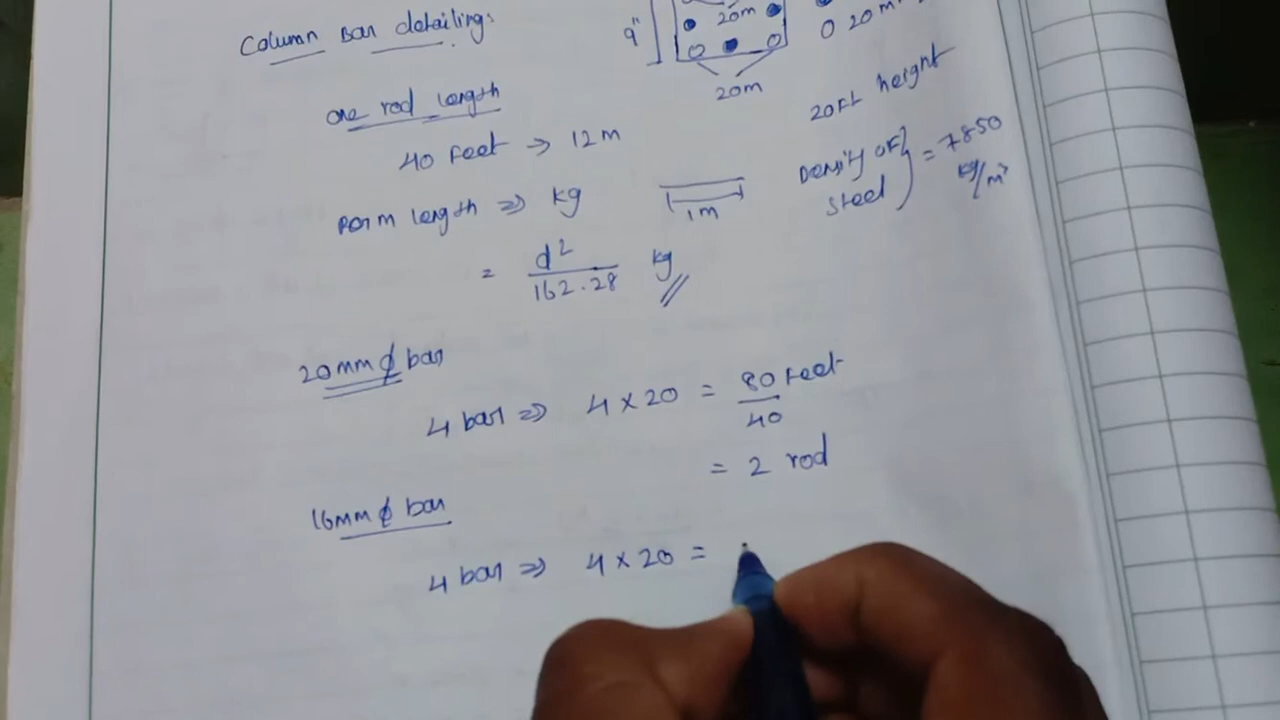 Column Bar detailing:
9"
20m
20m
20m
one rod length
40 Feet → 12m
20Ft height
Per m length ⇒ kg
1m
Density of steel } = 7850 kg/m³
= d² / 162.28 kg
20mm ϕ bar
4 bar ⇒ 4 × 20 = 80 Feet / 40
= 2 rod
16mm ϕ bar
4 bar ⇒ 4 × 20 =